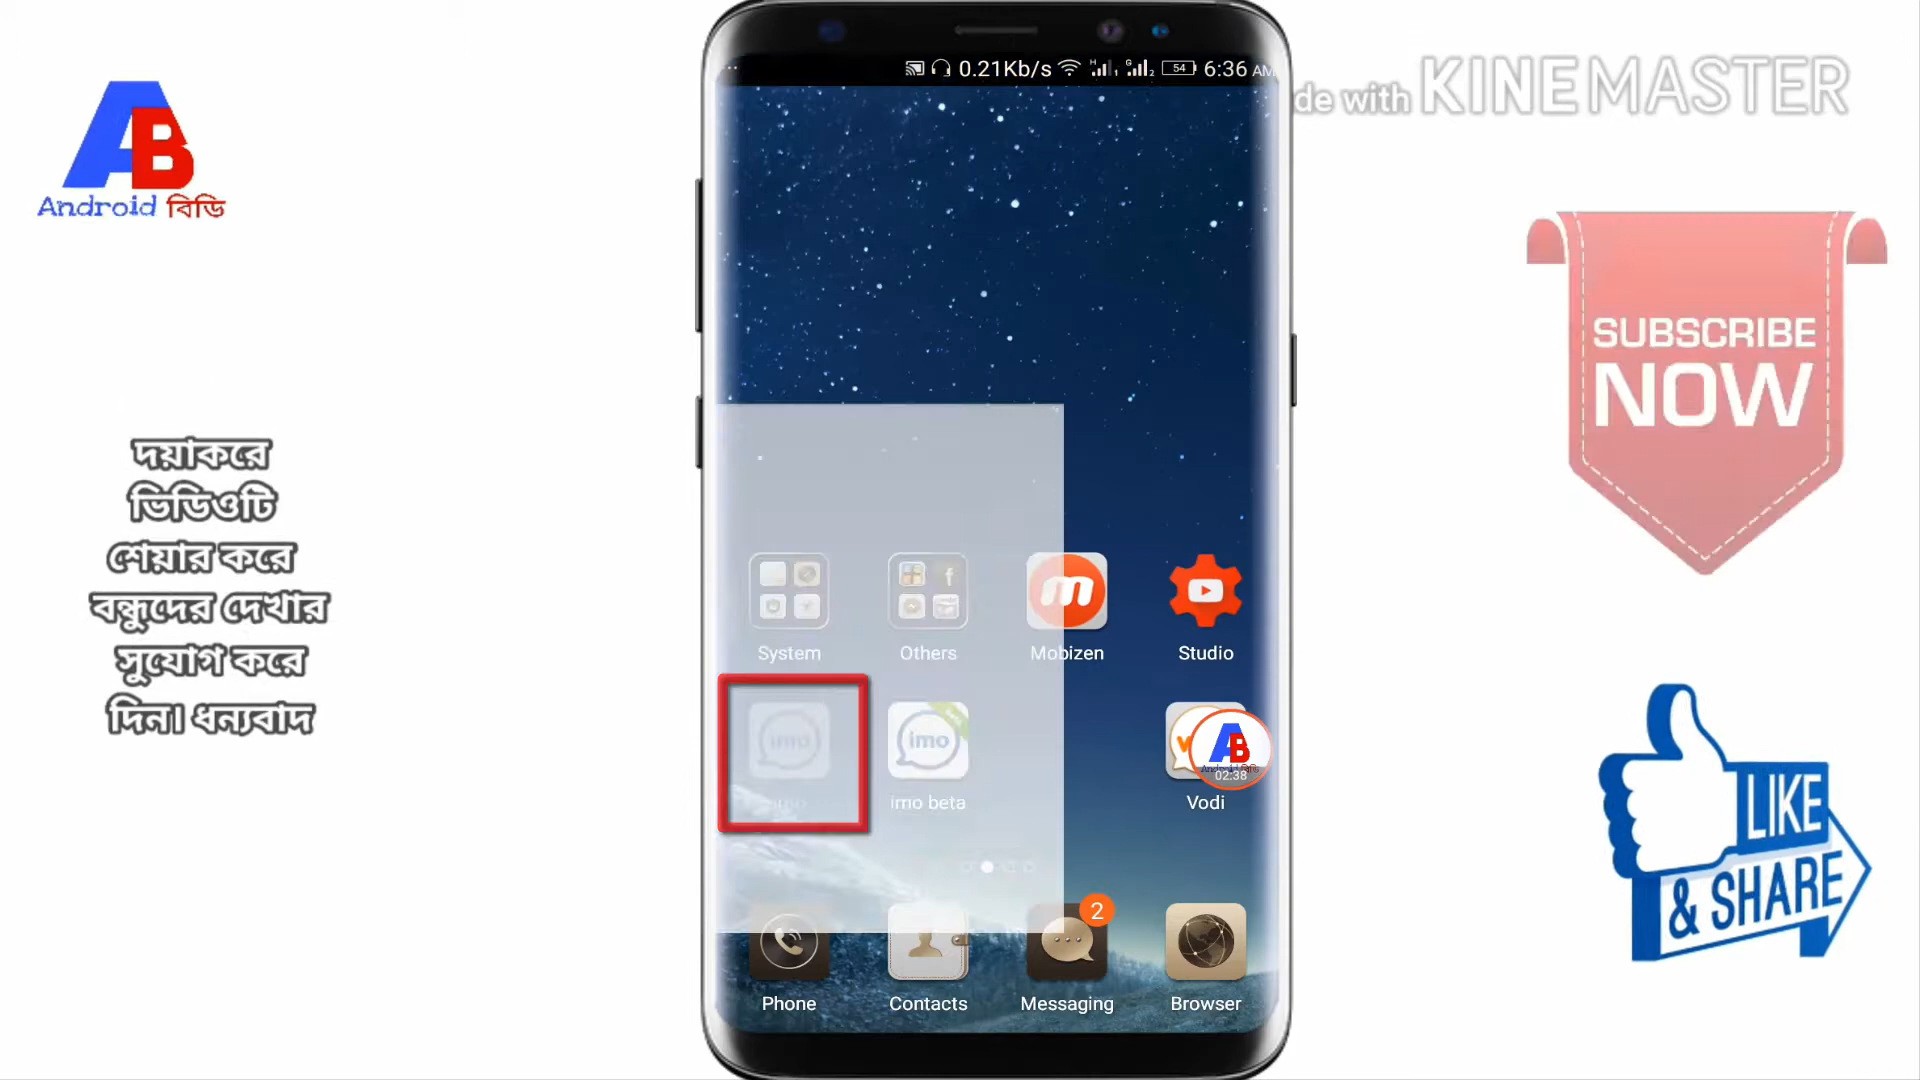 0.21Kb/s
54
6:36 AM
de with KINEMASTER
AB
Android বিডি
SUBSCRIBE
NOW
দয়াকরে
ভিডিওটি
শেয়ার করে
বন্ধুদের দেখার
সুযোগ করে
দিন। ধন্যবাদ
System
Others
Mobizen
Studio
imo
imo
AB
02:38
imo beta
Vodi
LIKE
& SHARE
2
Phone
Contacts
Messaging
Browser